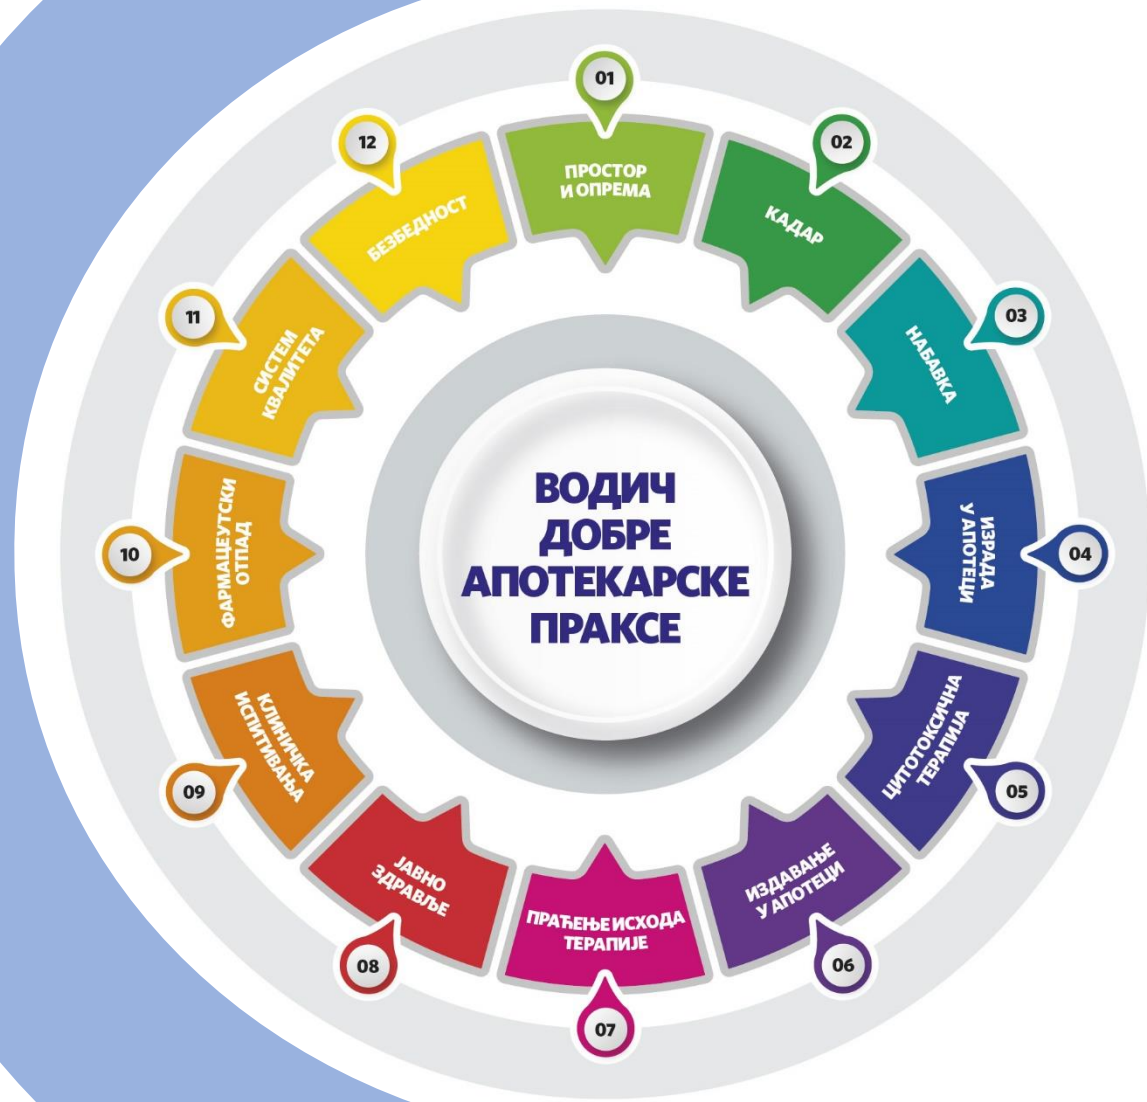 ВОДИЧ
ДОБРЕ
АПОТЕКАРСКЕ
ПРАКСЕ
01
ПРОСТОР
И ОПРЕМА
02
КАДАР
03
НАБАВКА
04
ИЗРАДА
У АПОТЕЦИ
05
ЦИТОТОКСИЧНА
ТЕРАПИЈА
06
ИЗДАВАЊЕ
У АПОТЕЦИ
07
ПРАЋЕЊЕ ИСХОДА
ТЕРАПИЈЕ
08
ЈАВНО
ЗДРАВЉЕ
09
КЛИНИЧКА
ИСПИТИВАЊА
10
ФАРМАЦЕУТСКИ
ОТПАД
11
СИСТЕМ
КВАЛИТЕТА
12
БЕЗБЕДНОСТ